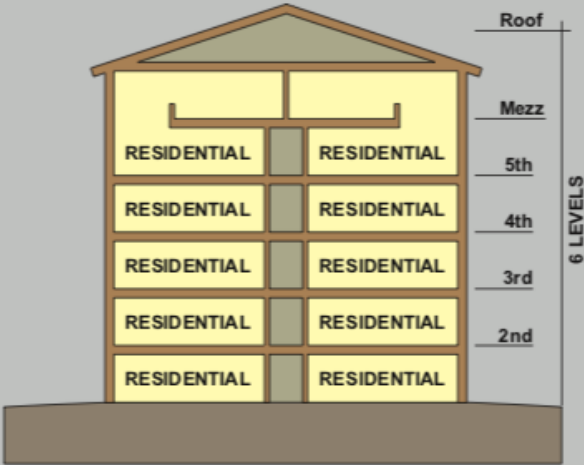 Roof
Mezz
RESIDENTIAL RESIDENTIAL
5th
RESIDENTIAL RESIDENTIAL
4th
6 LEVELS
RESIDENTIAL RESIDENTIAL
3rd
RESIDENTIAL RESIDENTIAL
2nd
RESIDENTIAL RESIDENTIAL